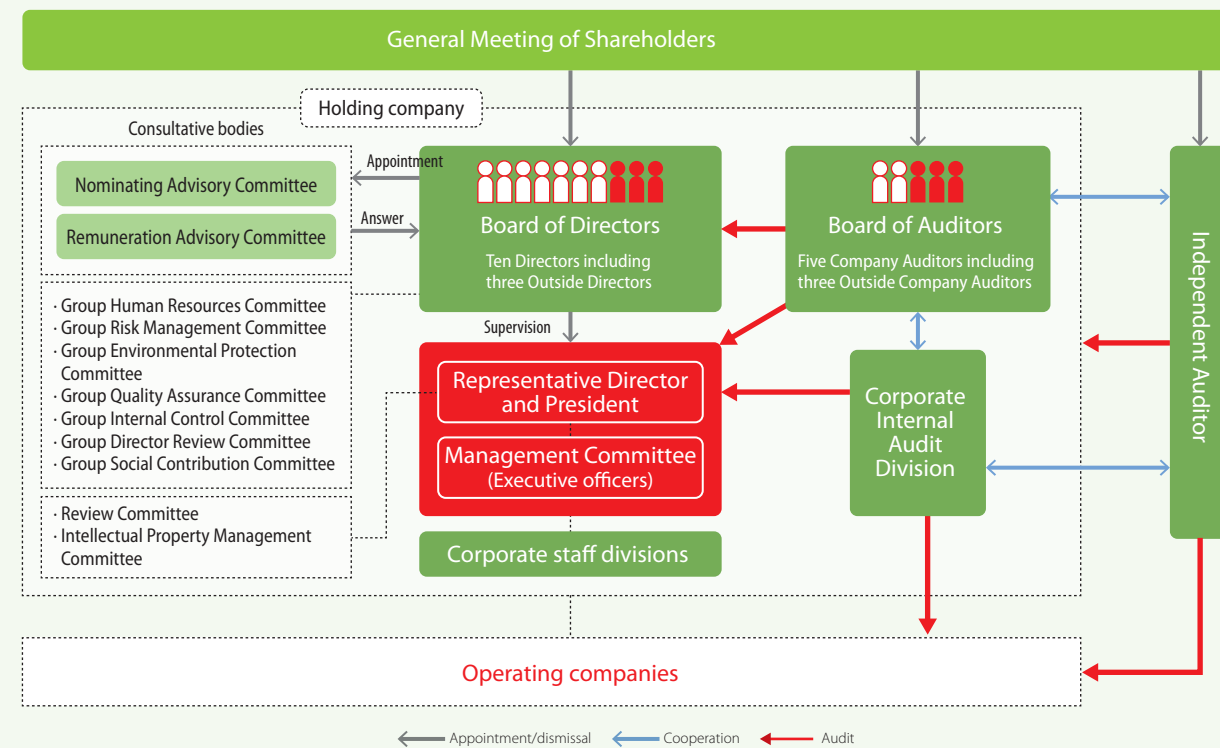 General Meeting of Shareholders
Holding company
Consultative bodies
Nominating Advisory Committee
Remuneration Advisory Committee
Appointment
Answer
Board of Directors
Ten Directors including
three Outside Directors
Board of Auditors
Five Company Auditors including
three Outside Company Auditors
Independent Auditor
· Group Human Resources Committee
· Group Risk Management Committee
· Group Environmental Protection
Committee
· Group Quality Assurance Committee
· Group Internal Control Committee
· Group Director Review Committee
· Group Social Contribution Committee
Supervision
Representative Director
and President
Management Committee
(Executive officers)
Corporate
Internal
Audit
Division
· Review Committee
· Intellectual Property Management
Committee
Corporate staff divisions
Operating companies
Appointment/dismissal
Cooperation
Audit